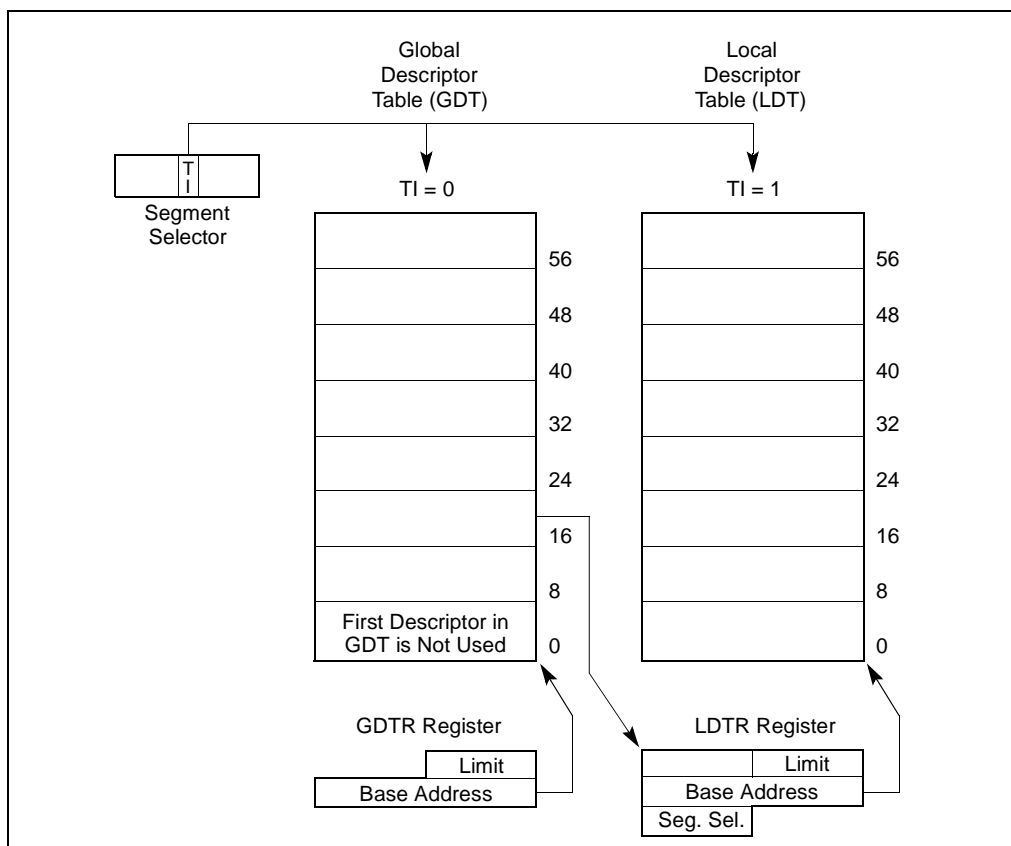 Global
Descriptor
Table (GDT)
Local
Descriptor
Table (LDT)
T
I
Segment
Selector
TI = 0
TI = 1
56
48
40
32
24
16
8
0
First Descriptor in
GDT is Not Used
56
48
40
32
24
16
8
0
GDTR Register
Limit
Base Address
LDTR Register
Limit
Base Address
Seg. Sel.